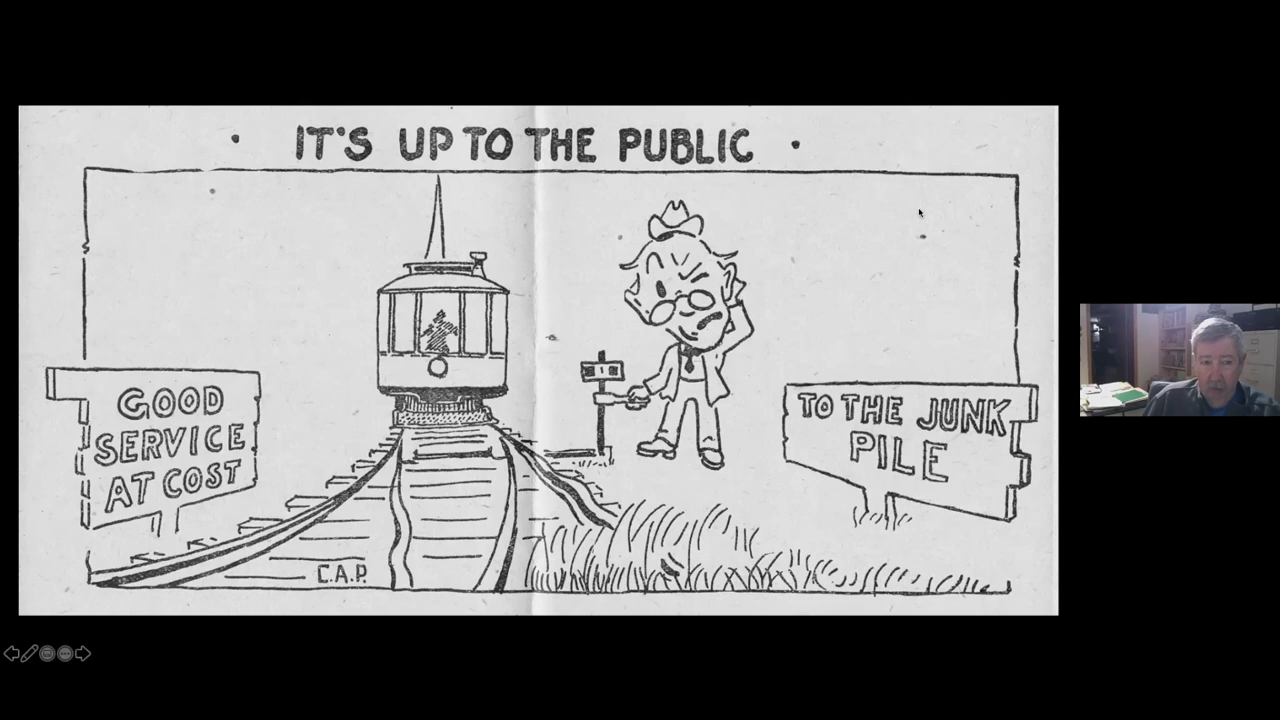 IT'S UP TO THE PUBLIC
GOOD
SERVICE
AT COST
TO THE JUNK
PILE
C.A.P.